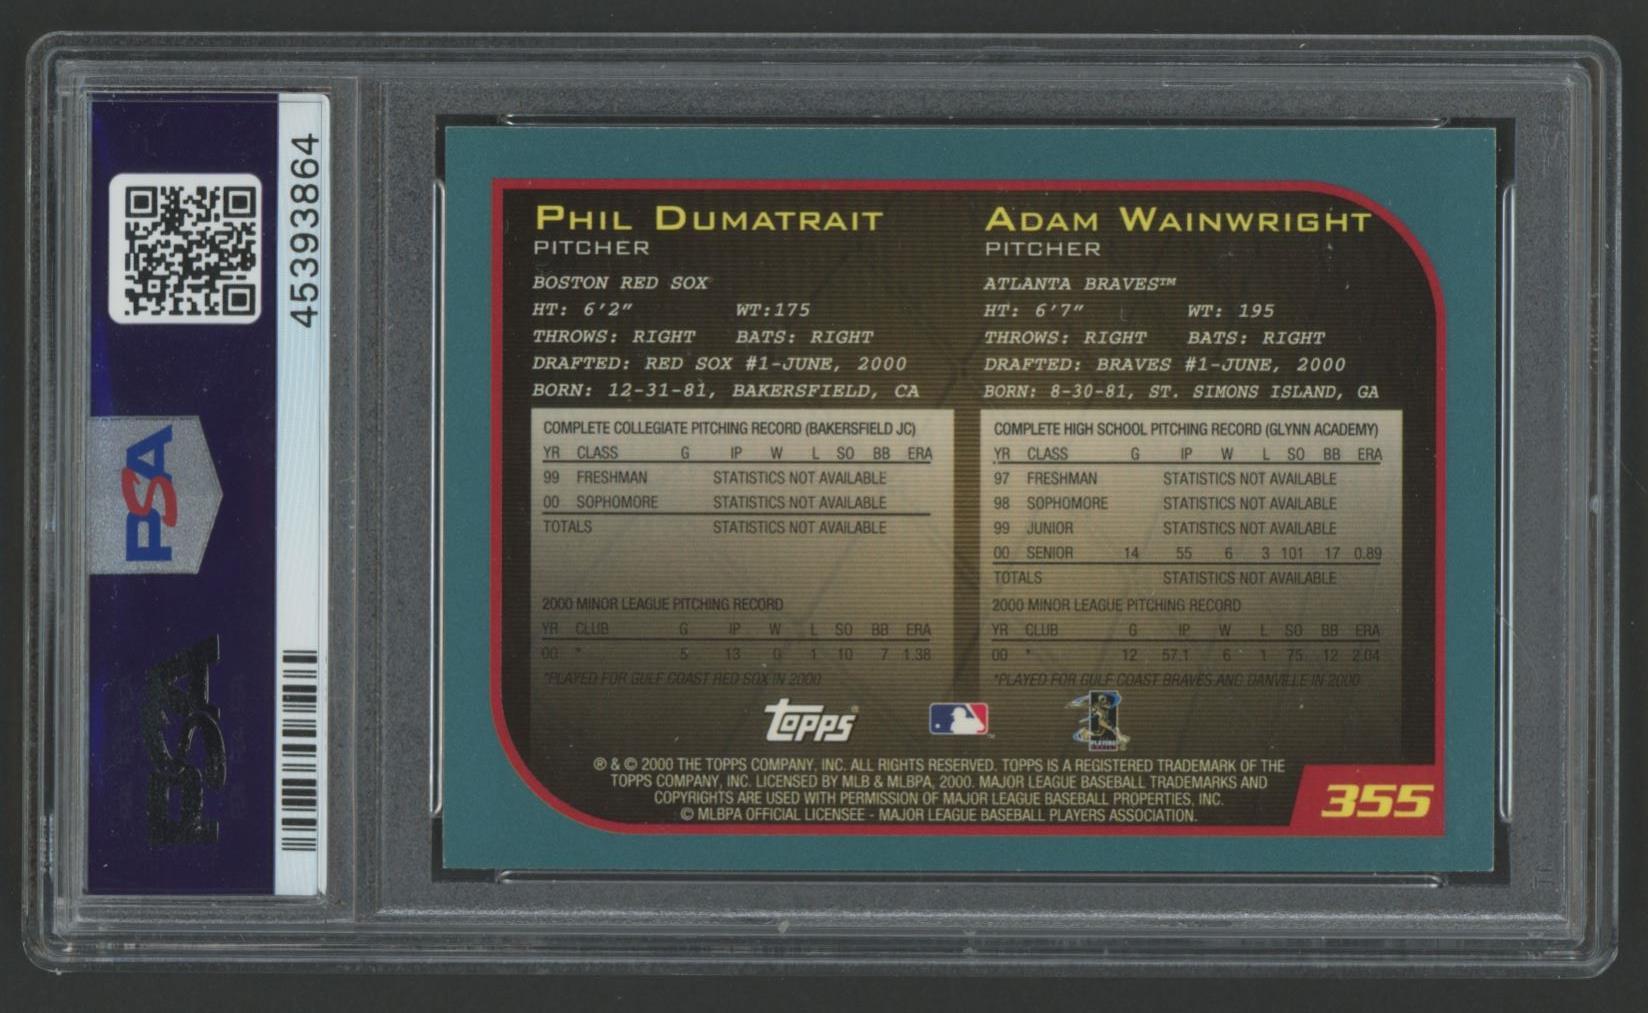 45393864
PSA
PSA
PHIL DUMATRAIT
PITCHER
BOSTON RED SOX
HT: 6'2" WT:175
THROWS: RIGHT BATS: RIGHT
DRAFTED: RED SOX #1-JUNE, 2000
BORN: 12-31-81, BAKERSFIELD, CA
COMPLETE COLLEGIATE PITCHING RECORD (BAKERSFIELD JC)
YR CLASS G IP W L SO BB ERA
99 FRESHMAN STATISTICS NOT AVAILABLE
00 SOPHOMORE STATISTICS NOT AVAILABLE
TOTALS STATISTICS NOT AVAILABLE
2000 MINOR LEAGUE PITCHING RECORD
YR CLUB G IP W L SO BB ERA
00 * 5 13 0 1 10 7 1.38
*PLAYED FOR GULF COAST RED SOX IN 2000
ADAM WAINWRIGHT
PITCHER
ATLANTA BRAVES™
HT: 6'7" WT: 195
THROWS: RIGHT BATS: RIGHT
DRAFTED: BRAVES #1-JUNE, 2000
BORN: 8-30-81, ST. SIMONS ISLAND, GA
COMPLETE HIGH SCHOOL PITCHING RECORD (GLYNN ACADEMY)
YR CLASS G IP W L SO BB ERA
97 FRESHMAN STATISTICS NOT AVAILABLE
98 SOPHOMORE STATISTICS NOT AVAILABLE
99 JUNIOR
00 SENIOR 14 55 6 3 101 17 0.89
TOTALS STATISTICS NOT AVAILABLE
2000 MINOR LEAGUE PITCHING RECORD
YR CLUB G IP W L SO BB ERA
00 * 12 57.1 6 1 75 12 2.04
*PLAYED FOR GULF COAST BRAVES AND DANVILLE IN 2000
Topps®
® & © 2000 THE TOPPS COMPANY, INC. ALL RIGHTS RESERVED. TOPPS IS A REGISTERED TRADEMARK OF THE
TOPPS COMPANY, INC. LICENSED BY MLB & MLBPA, 2000. MAJOR LEAGUE BASEBALL TRADEMARKS AND
COPYRIGHTS ARE USED WITH PERMISSION OF MAJOR LEAGUE BASEBALL PROPERTIES, INC.
© MLBPA OFFICIAL LICENSEE - MAJOR LEAGUE BASEBALL PLAYERS ASSOCIATION.
355